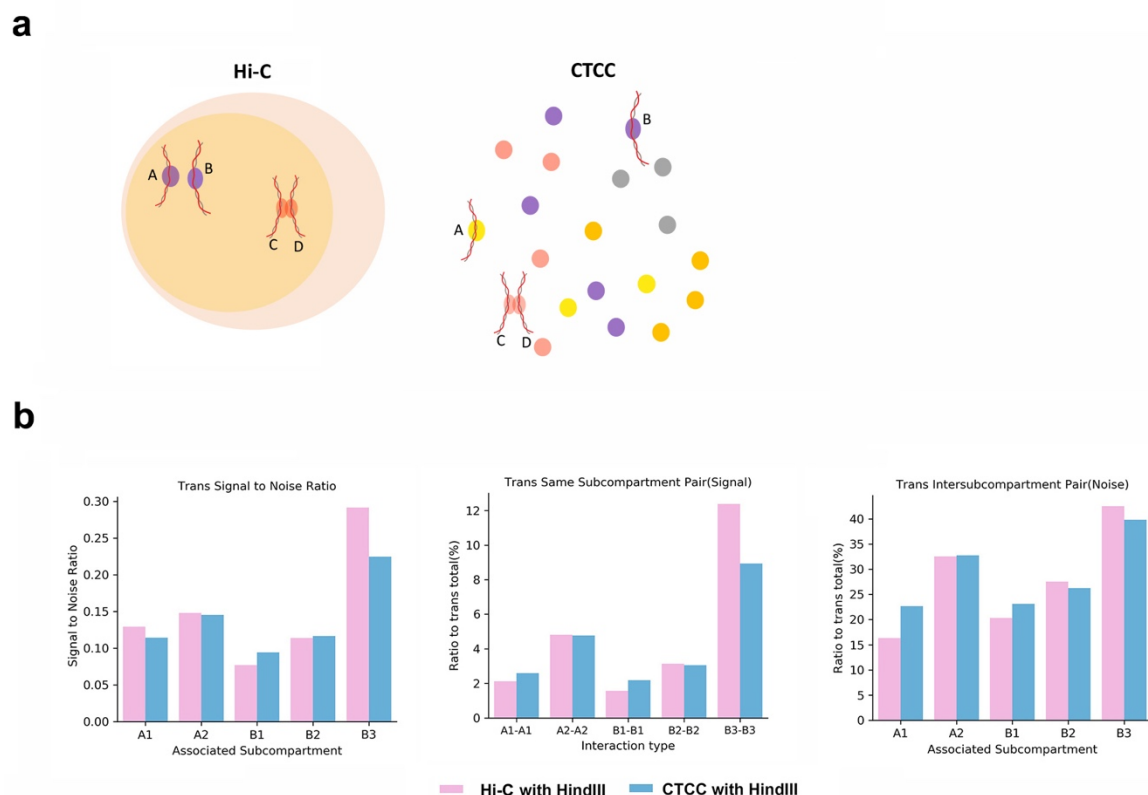 a
Hi-C
CTCC
A
B
C
D
B
A
C
D
b
Trans Signal to Noise Ratio
Signal to Noise Ratio
0.30
0.25
0.20
0.15
0.10
0.05
0.00
A1
A2
B1
B2
B3
Associated Subcompartment
Trans Same Subcompartment Pair(Signal)
Ratio to trans total(%)
12
10
8
6
4
2
0
A1-A1
A2-A2
B1-B1
B2-B2
B3-B3
Interaction type
Trans Intersubcompartment Pair(Noise)
Ratio to trans total(%)
40
35
30
25
20
15
10
5
0
A1
A2
B1
B2
B3
Associated Subcompartment
Hi-C with HindIII
CTCC with HindIII